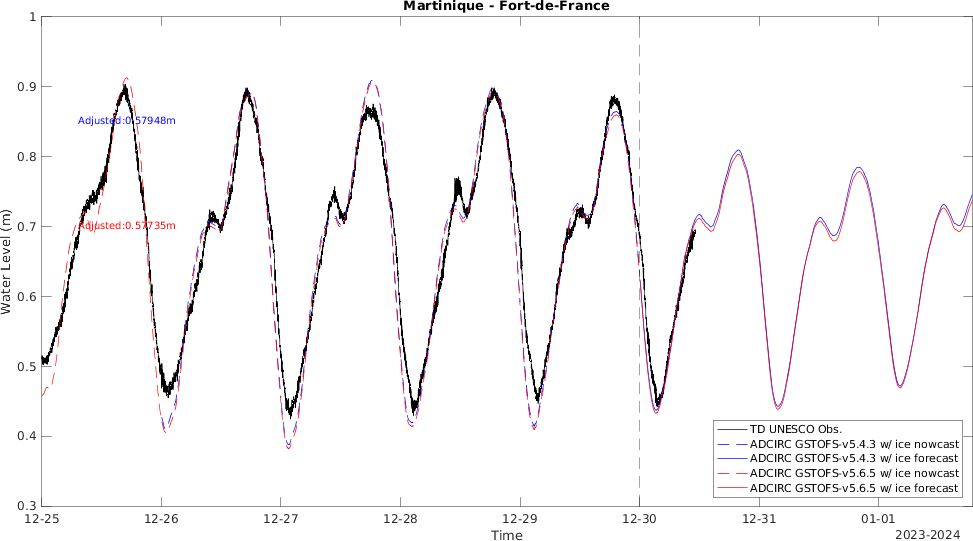 Martinique - Fort-de-France
1
0.9
0.8
0.7
0.6
0.5
0.4
0.3
Water Level (m)
Adjusted:0.57948m
Adjusted:0.57735m
TD UNESCO Obs.
ADCIRC GSTOFS-v5.4.3 w/ ice nowcast
ADCIRC GSTOFS-v5.4.3 w/ ice forecast
ADCIRC GSTOFS-v5.6.5 w/ ice nowcast
ADCIRC GSTOFS-v5.6.5 w/ ice forecast
12-25 12-26 12-27 12-28 12-29 12-30 12-31 01-01
Time
2023-2024